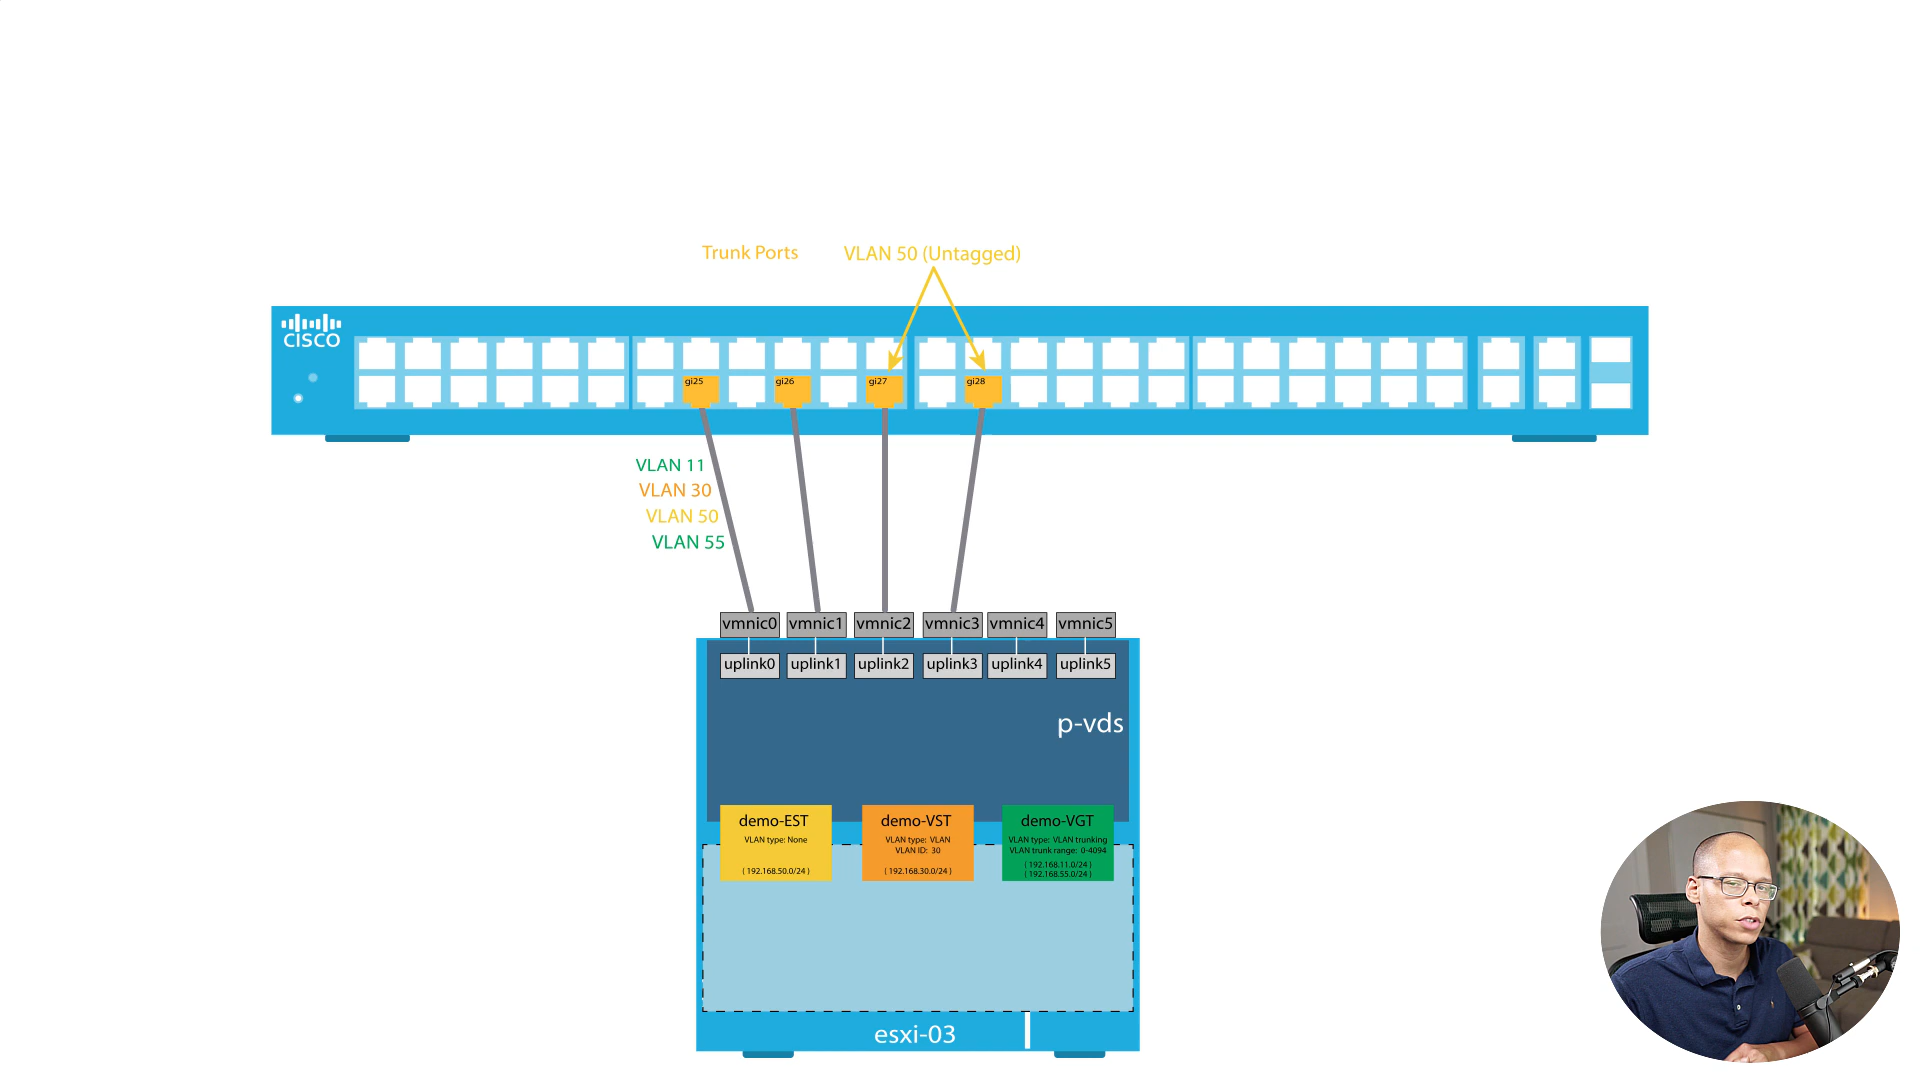 Trunk Ports
VLAN 50 (Untagged)
CISCO
gi25
gi26
gi27
gi28
VLAN 11
VLAN 30
VLAN 50
VLAN 55
vmnic0
vmnic1
vmnic2
vmnic3
vmnic4
vmnic5
uplink0
uplink1
uplink2
uplink3
uplink4
uplink5
p-vds
demo-EST
VLAN type: None
( 192.168.50.0/24 )
demo-VST
VLAN type: VLAN
VLAN ID: 30
( 192.168.30.0/24 )
demo-VGT
VLAN type: VLAN trunking
VLAN trunk range: 0-4094
( 192.168.11.0/24 )
( 192.168.55.0/24 )
esxi-03